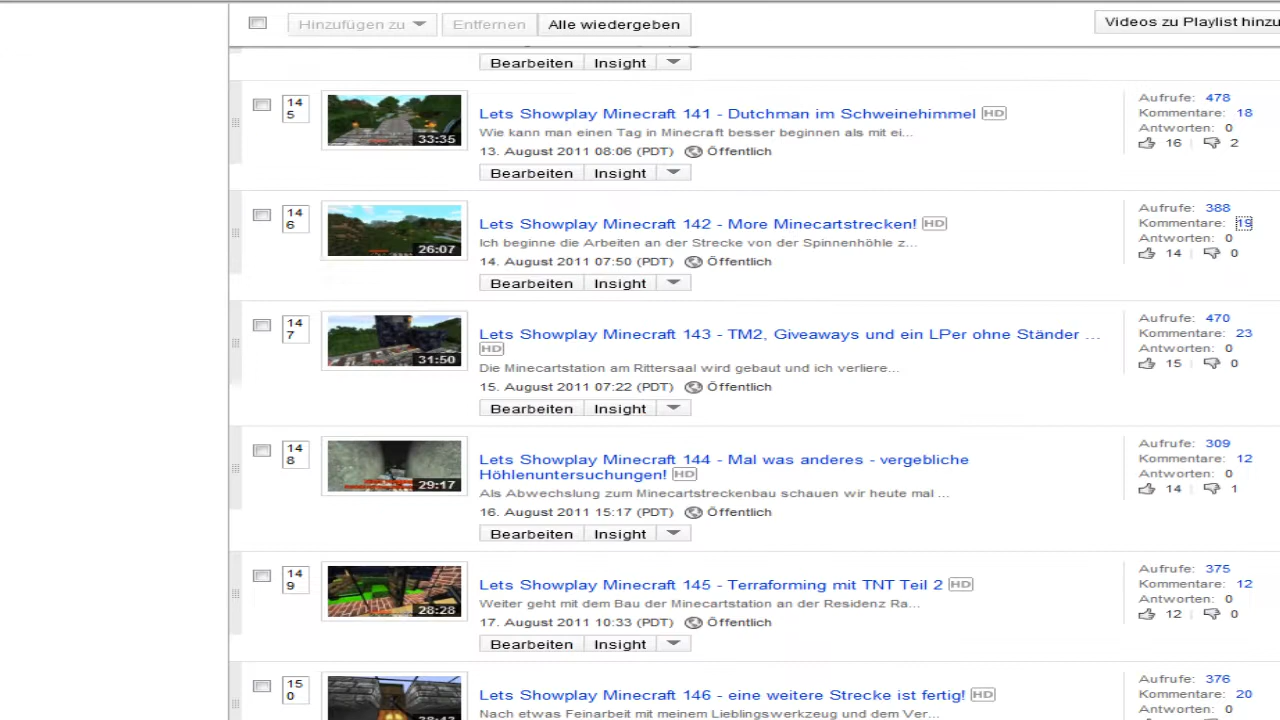 Hinzufügen zu Entfernen Alle wiedergeben Videos zu Playlist hinzu
Bearbeiten Insight
14
5
33:35
Lets Showplay Minecraft 141 - Dutchman im Schweinehimmel HD
Wie kann man einen Tag in Minecraft besser beginnen als mit ei...
13. August 2011 08:06 (PDT) Öffentlich
Bearbeiten Insight
Aufrufe: 478
Kommentare: 18
Antworten: 0
16 2
14
6
26:07
Lets Showplay Minecraft 142 - More Minecartstrecken! HD
Ich beginne die Arbeiten an der Strecke von der Spinnenhöhle z...
14. August 2011 07:50 (PDT) Öffentlich
Bearbeiten Insight
Aufrufe: 388
Kommentare: 19
Antworten: 0
14 0
14
7
31:50
Lets Showplay Minecraft 143 - TM2, Giveaways und ein LPer ohne Ständer ...
HD
Die Minecartstation am Rittersaal wird gebaut und ich verliere...
15. August 2011 07:22 (PDT) Öffentlich
Bearbeiten Insight
Aufrufe: 470
Kommentare: 23
Antworten: 0
15 0
14
8
29:17
Lets Showplay Minecraft 144 - Mal was anderes - vergebliche
Höhlenuntersuchungen! HD
Als Abwechslung zum Minecartstreckenbau schauen wir heute mal ...
16. August 2011 15:17 (PDT) Öffentlich
Bearbeiten Insight
Aufrufe: 309
Kommentare: 12
Antworten: 0
14 1
14
9
28:28
Lets Showplay Minecraft 145 - Terraforming mit TNT Teil 2 HD
Weiter geht mit dem Bau der Minecartstation an der Residenz Ra...
17. August 2011 10:33 (PDT) Öffentlich
Bearbeiten Insight
Aufrufe: 375
Kommentare: 12
Antworten: 0
12 0
15
0
Lets Showplay Minecraft 146 - eine weitere Strecke ist fertig! HD
Nach etwas Feinarbeit mit meinem Lieblingswerkzeug und dem Ver...
Aufrufe: 376
Kommentare: 20
Antworten: 0